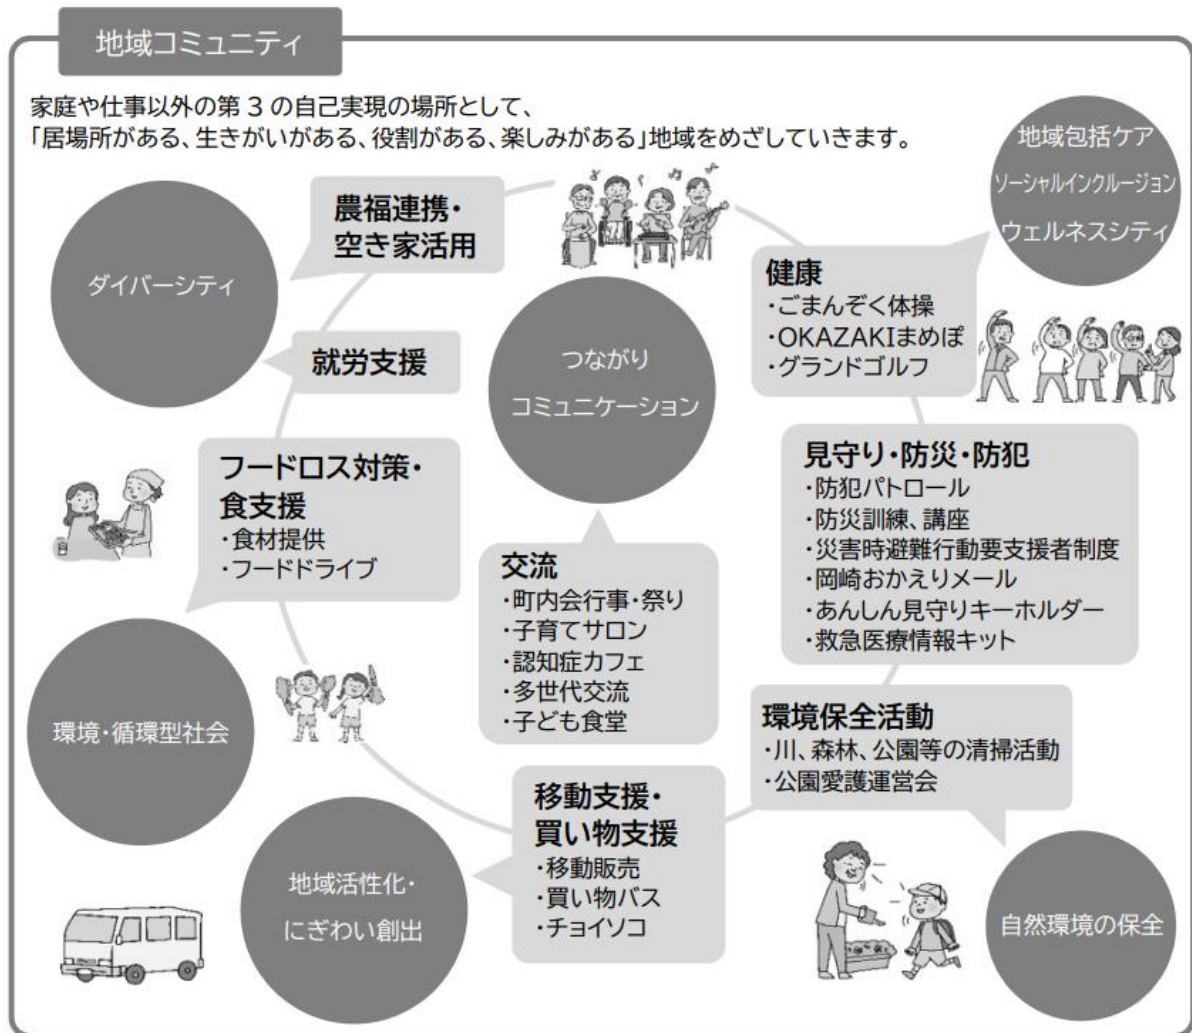 地域コミュニティ
家庭や仕事以外の第3の自己実現の場所として、
「居場所がある、生きがいがある、役割がある、楽しみがある」地域をめざしていきます。
地域包括ケア
ソーシャルインクルージョン
ウェルネスシティ
農福連携・
空き家活用
ダイバーシティ
健康
・ごまんぞく体操
・OKAZAKIまめぽ
・グランドゴルフ
就労支援
つながり
コミュニケーション
フードロス対策・
食支援
・食材提供
・フードドライブ
見守り・防災・防犯
・防犯パトロール
・防災訓練、講座
・災害時避難行動要支援者制度
・岡崎おかえりメール
・あんしん見守りキーホルダー
・救急医療情報キット
交流
・町内会行事・祭り
・子育てサロン
・認知症カフェ
・多世代交流
・子ども食堂
環境・循環型社会
環境保全活動
・川、森林、公園等の清掃活動
・公園愛護運営会
移動支援・
買い物支援
・移動販売
・買い物バス
・チョイソコ
地域活性化・
にぎわい創出
自然環境の保全